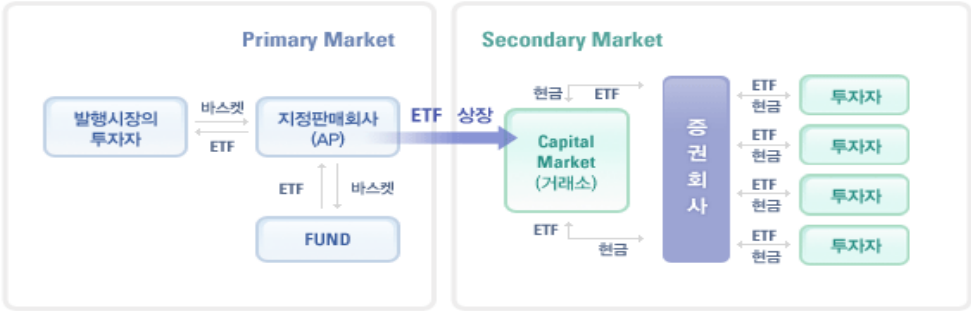 Primary Market
발행시장의
투자자
바스켓
ETF
지정판매회사
(AP)
ETF
바스켓
FUND
ETF 상장
Secondary Market
현금
ETF
Capital
Market
(거래소)
ETF
현금
증
권
회
사
ETF
현금
투자자
ETF
현금
투자자
ETF
현금
투자자
ETF
현금
투자자